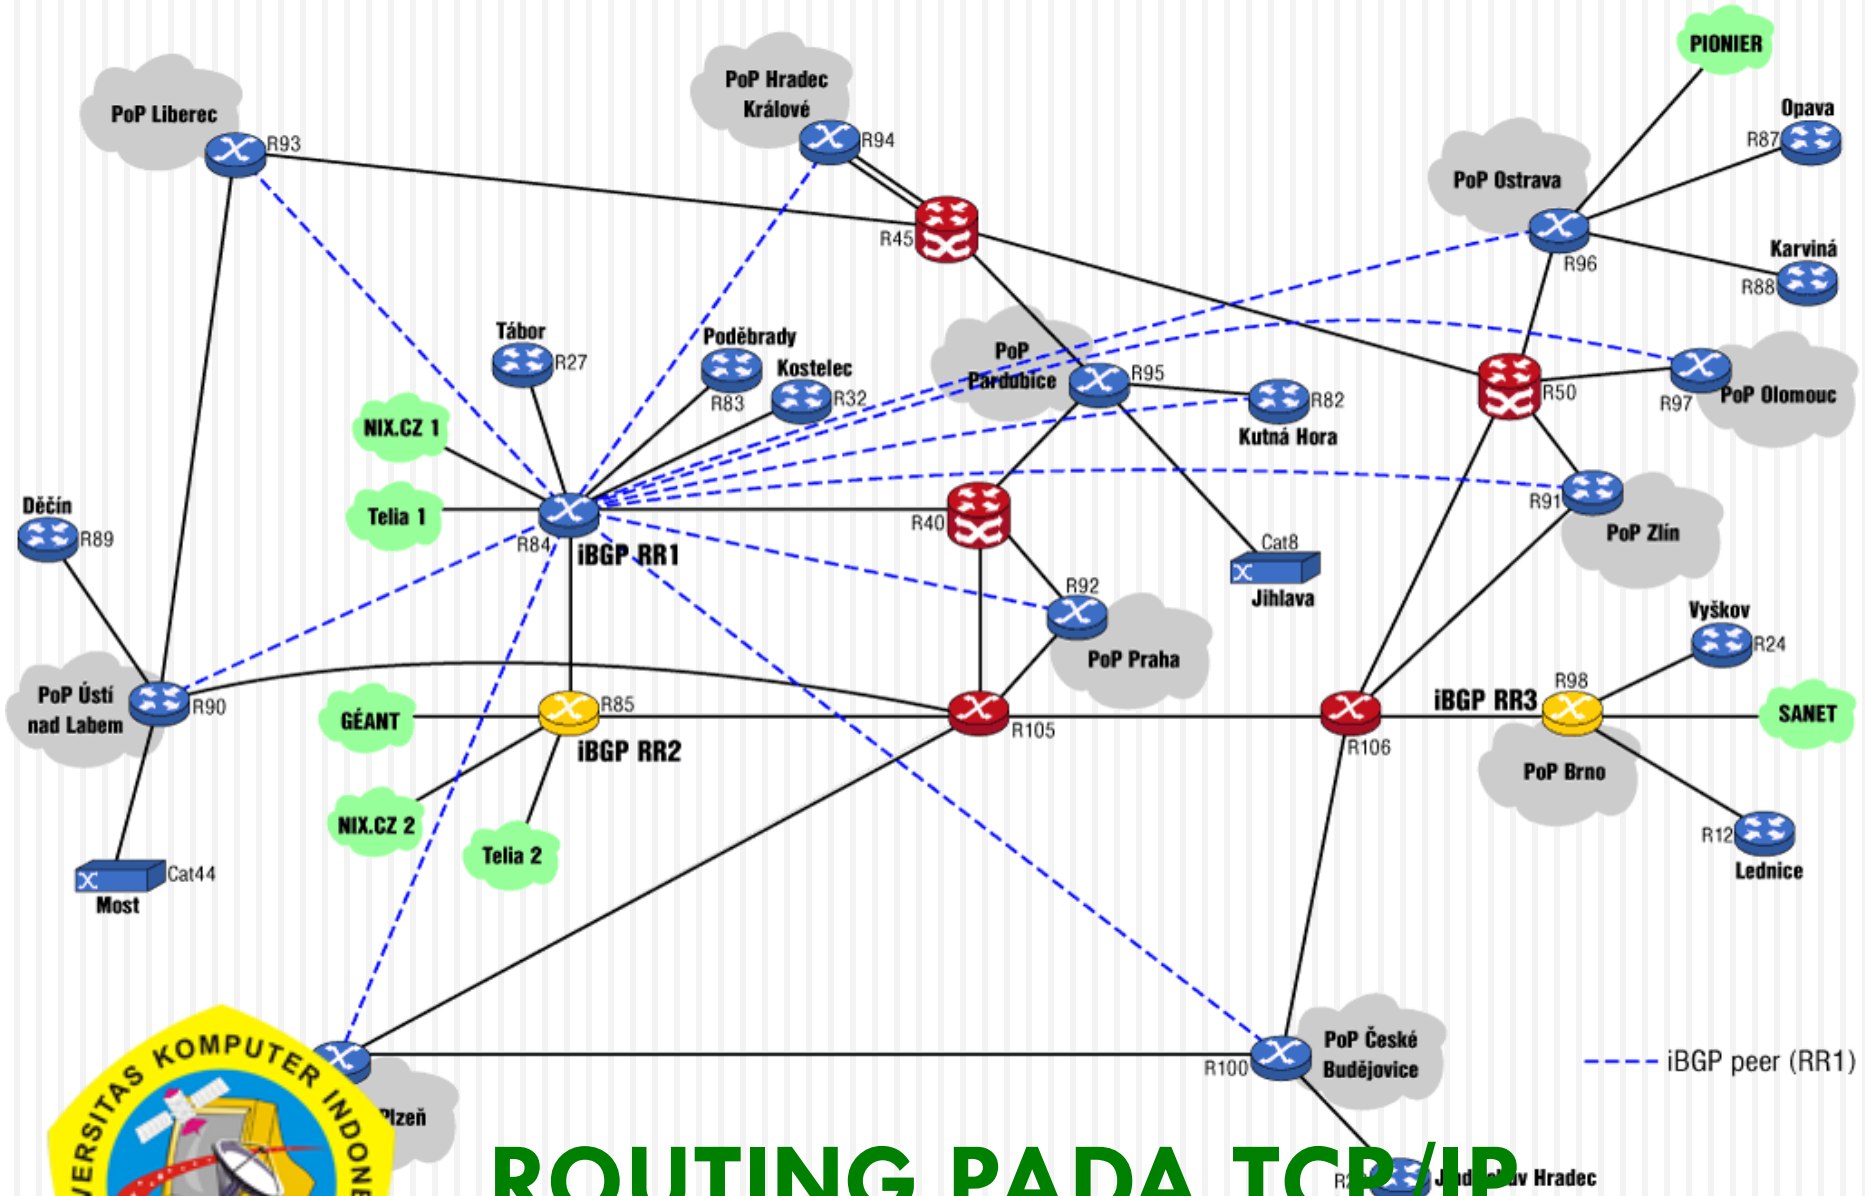 PIONIER
PoP Hradec
Králové
R94
PoP Liberec
R93
Opava
R87
PoP Ostrava
R96
Karviná
R88
R45
Tábor
R27
Poděbrady
R83
Kostelec
R32
PoP
Pardubice
R95
R82
Kutná Hora
R50
R97
PoP Olomouc
NIX.CZ 1
Telia 1
R84
iBGP RR1
R40
R91
PoP Zlín
Cat8
Jihlava
Děčín
R89
R92
PoP Praha
Vyškov
R24
PoP Ústí
nad Labem
R90
GÉANT
R85
iBGP RR2
R105
R106
iBGP RR3
R98
PoP Brno
SANET
NIX.CZ 2
Telia 2
R12
Lednice
Cat44
Most
R100
PoP České
Budějovice
iBGP peer (RR1)
Plzeň
KOMPUTER
Hradec
ROUTING PADA TCP/IP